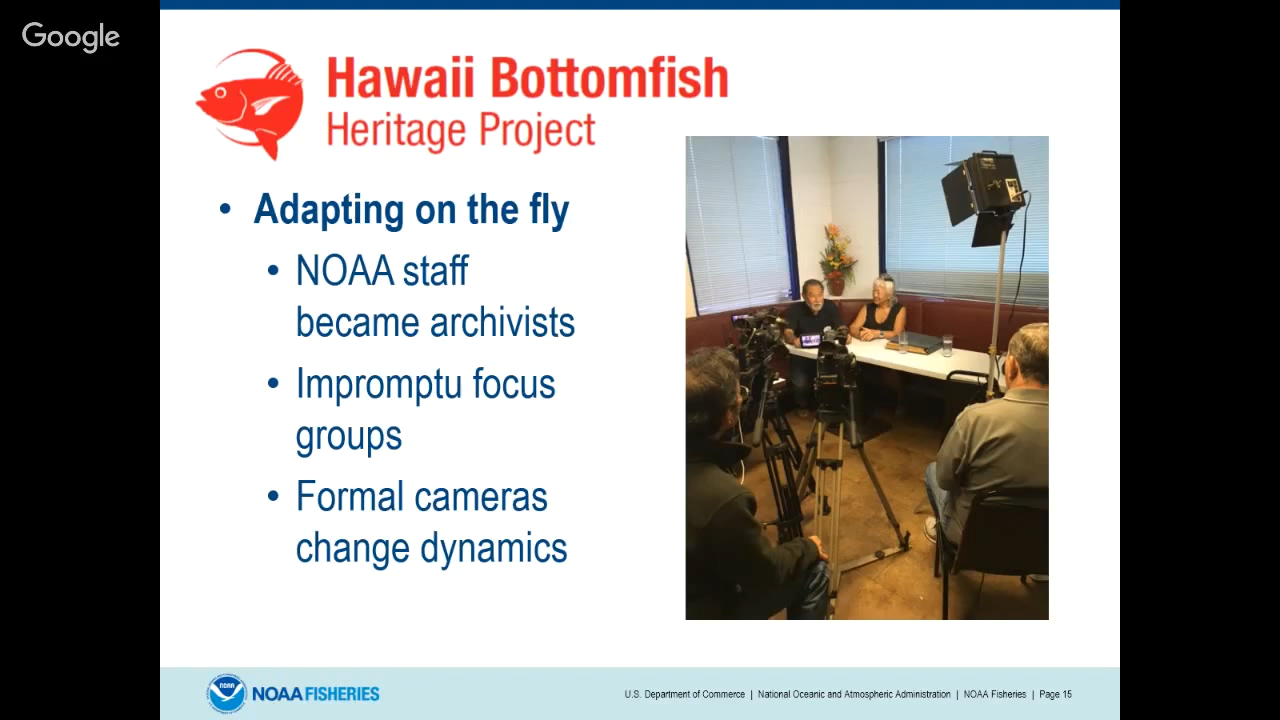 Google
Hawaii Bottomfish
Heritage Project
• Adapting on the fly
• NOAA staff
became archivists
• Impromptu focus
groups
• Formal cameras
change dynamics
NOAA
NOAA FISHERIES
U.S. Department of Commerce | National Oceanic and Atmospheric Administration | NOAA Fisheries | Page 15